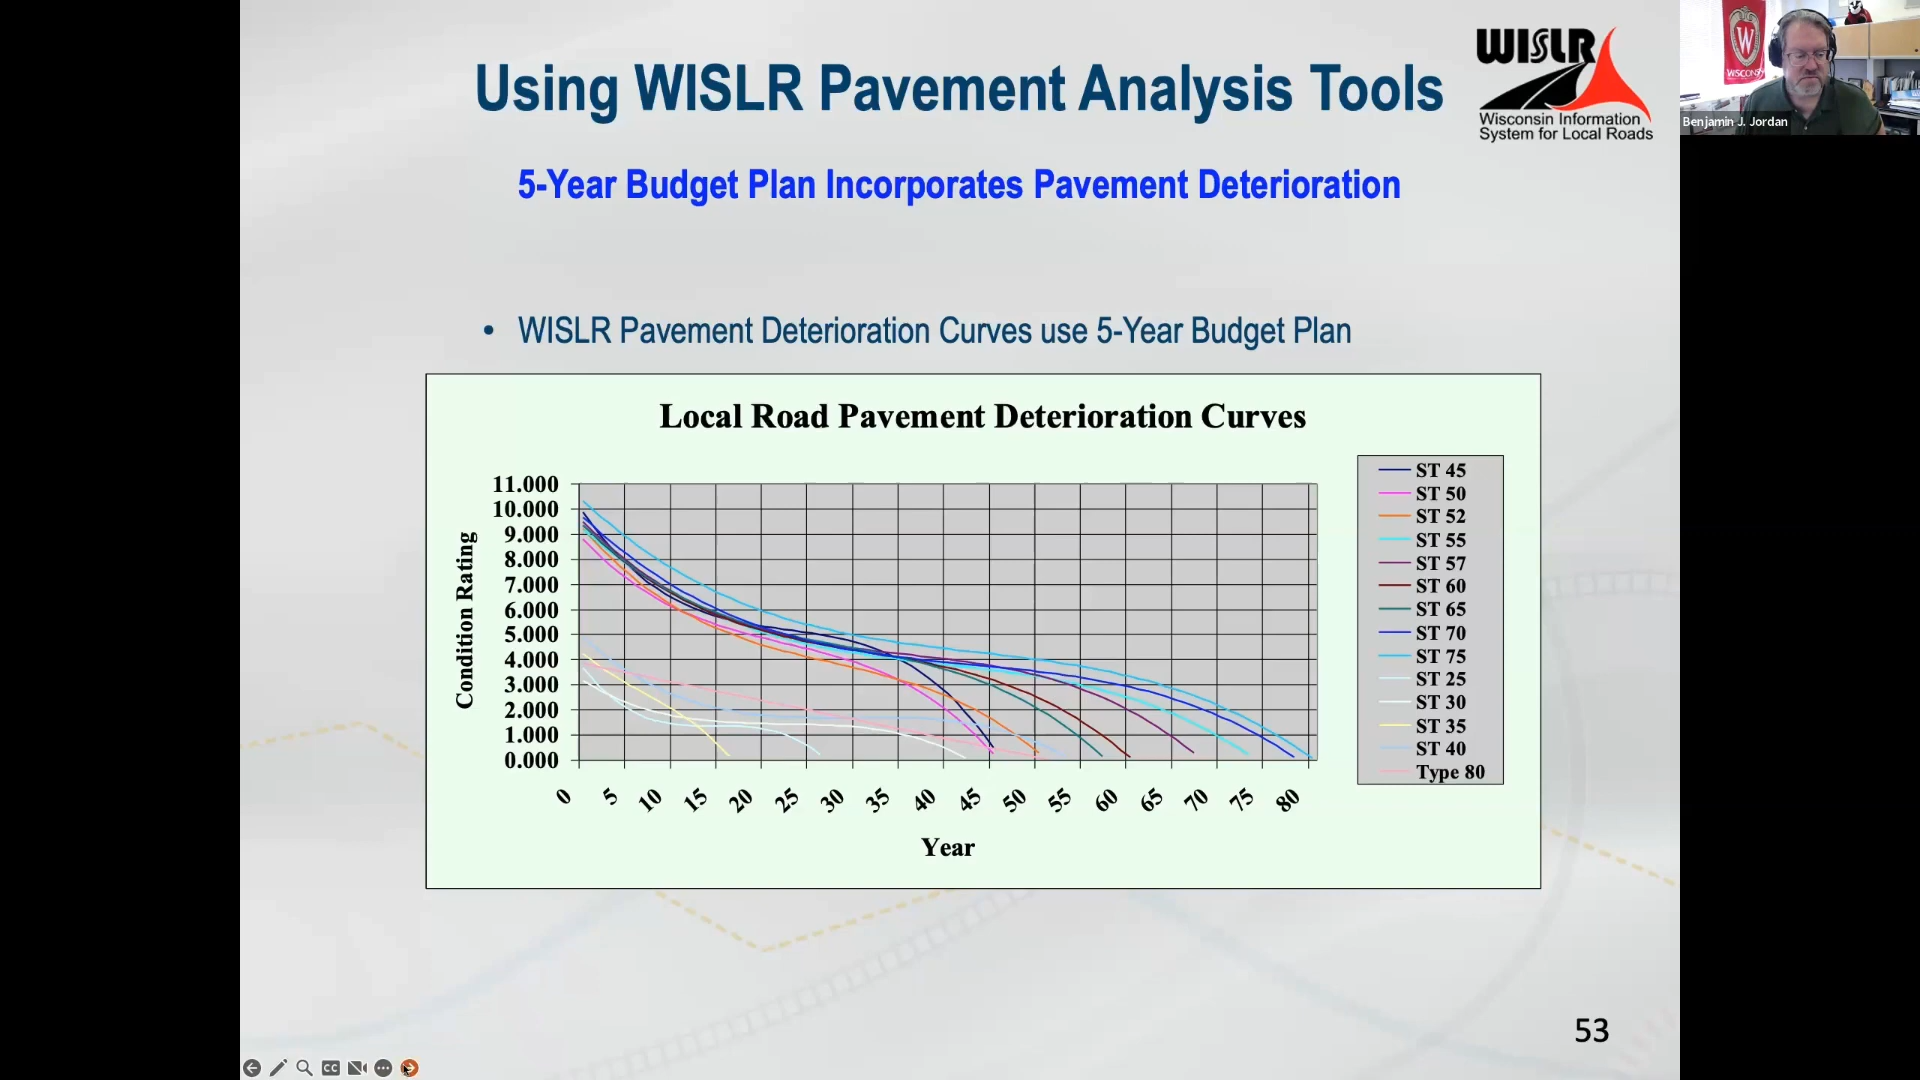 Using WISLR Pavement Analysis Tools
WISLR
Wisconsin Information
System for Local Roads
W
WISCONSIN
Benjamin J. Jordan
5-Year Budget Plan Incorporates Pavement Deterioration
• WISLR Pavement Deterioration Curves use 5-Year Budget Plan
Local Road Pavement Deterioration Curves
Condition Rating
11.000
10.000
9.000
8.000
7.000
6.000
5.000
4.000
3.000
2.000
1.000
0.000
0 5 10 15 20 25 30 35 40 45 50 55 60 65 70 75 80
Year
ST 45
ST 50
ST 52
ST 55
ST 57
ST 60
ST 65
ST 70
ST 75
ST 25
ST 30
ST 35
ST 40
Type 80
53
CC